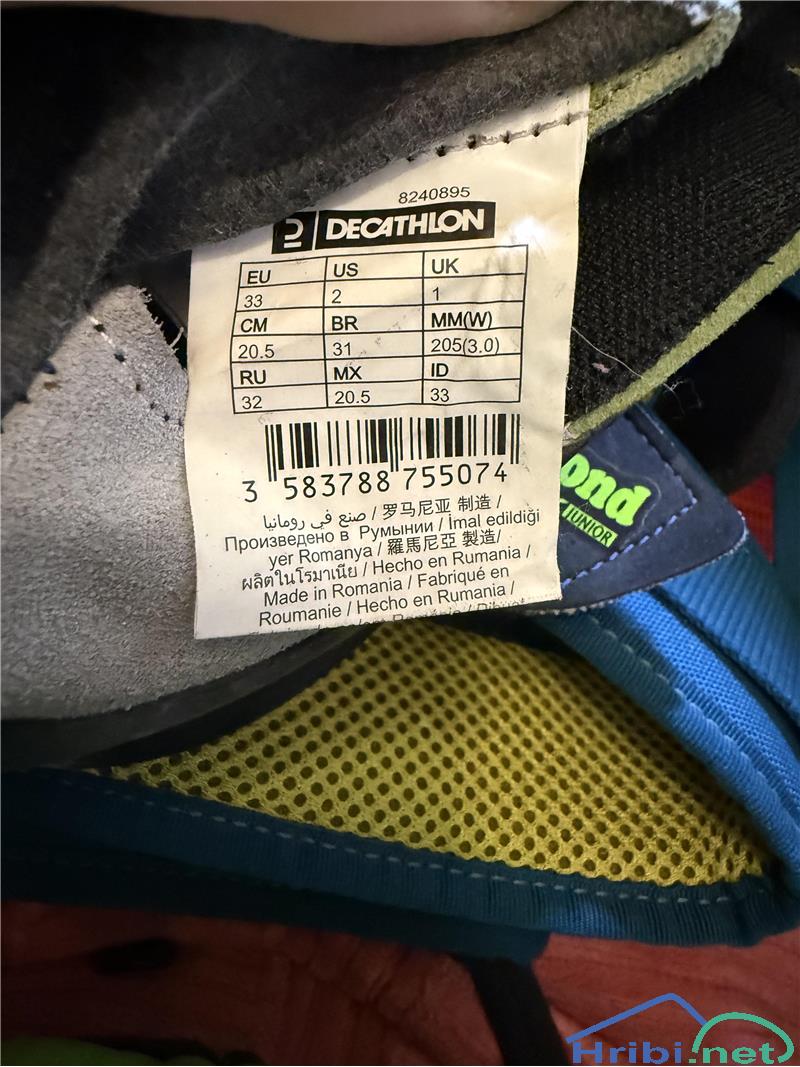 8240895
DECATHLON
EU US UK
33 2 1
CM BR MM(W)
20.5 31 205(3.0)
RU MX ID
32 20.5 33
3 583788 755074
صنع في رومانيا / 罗马尼亚 制造 /
Произведено в Румынии / İmal edildiği
yer Romanya / 羅馬尼亞 製造/
ผลิตในโรมาเนีย / Hecho en Rumania /
Made in Romania / Fabriqué en
Roumanie / Hecho en Rumania /
ond
JUNIOR
Hribi.net